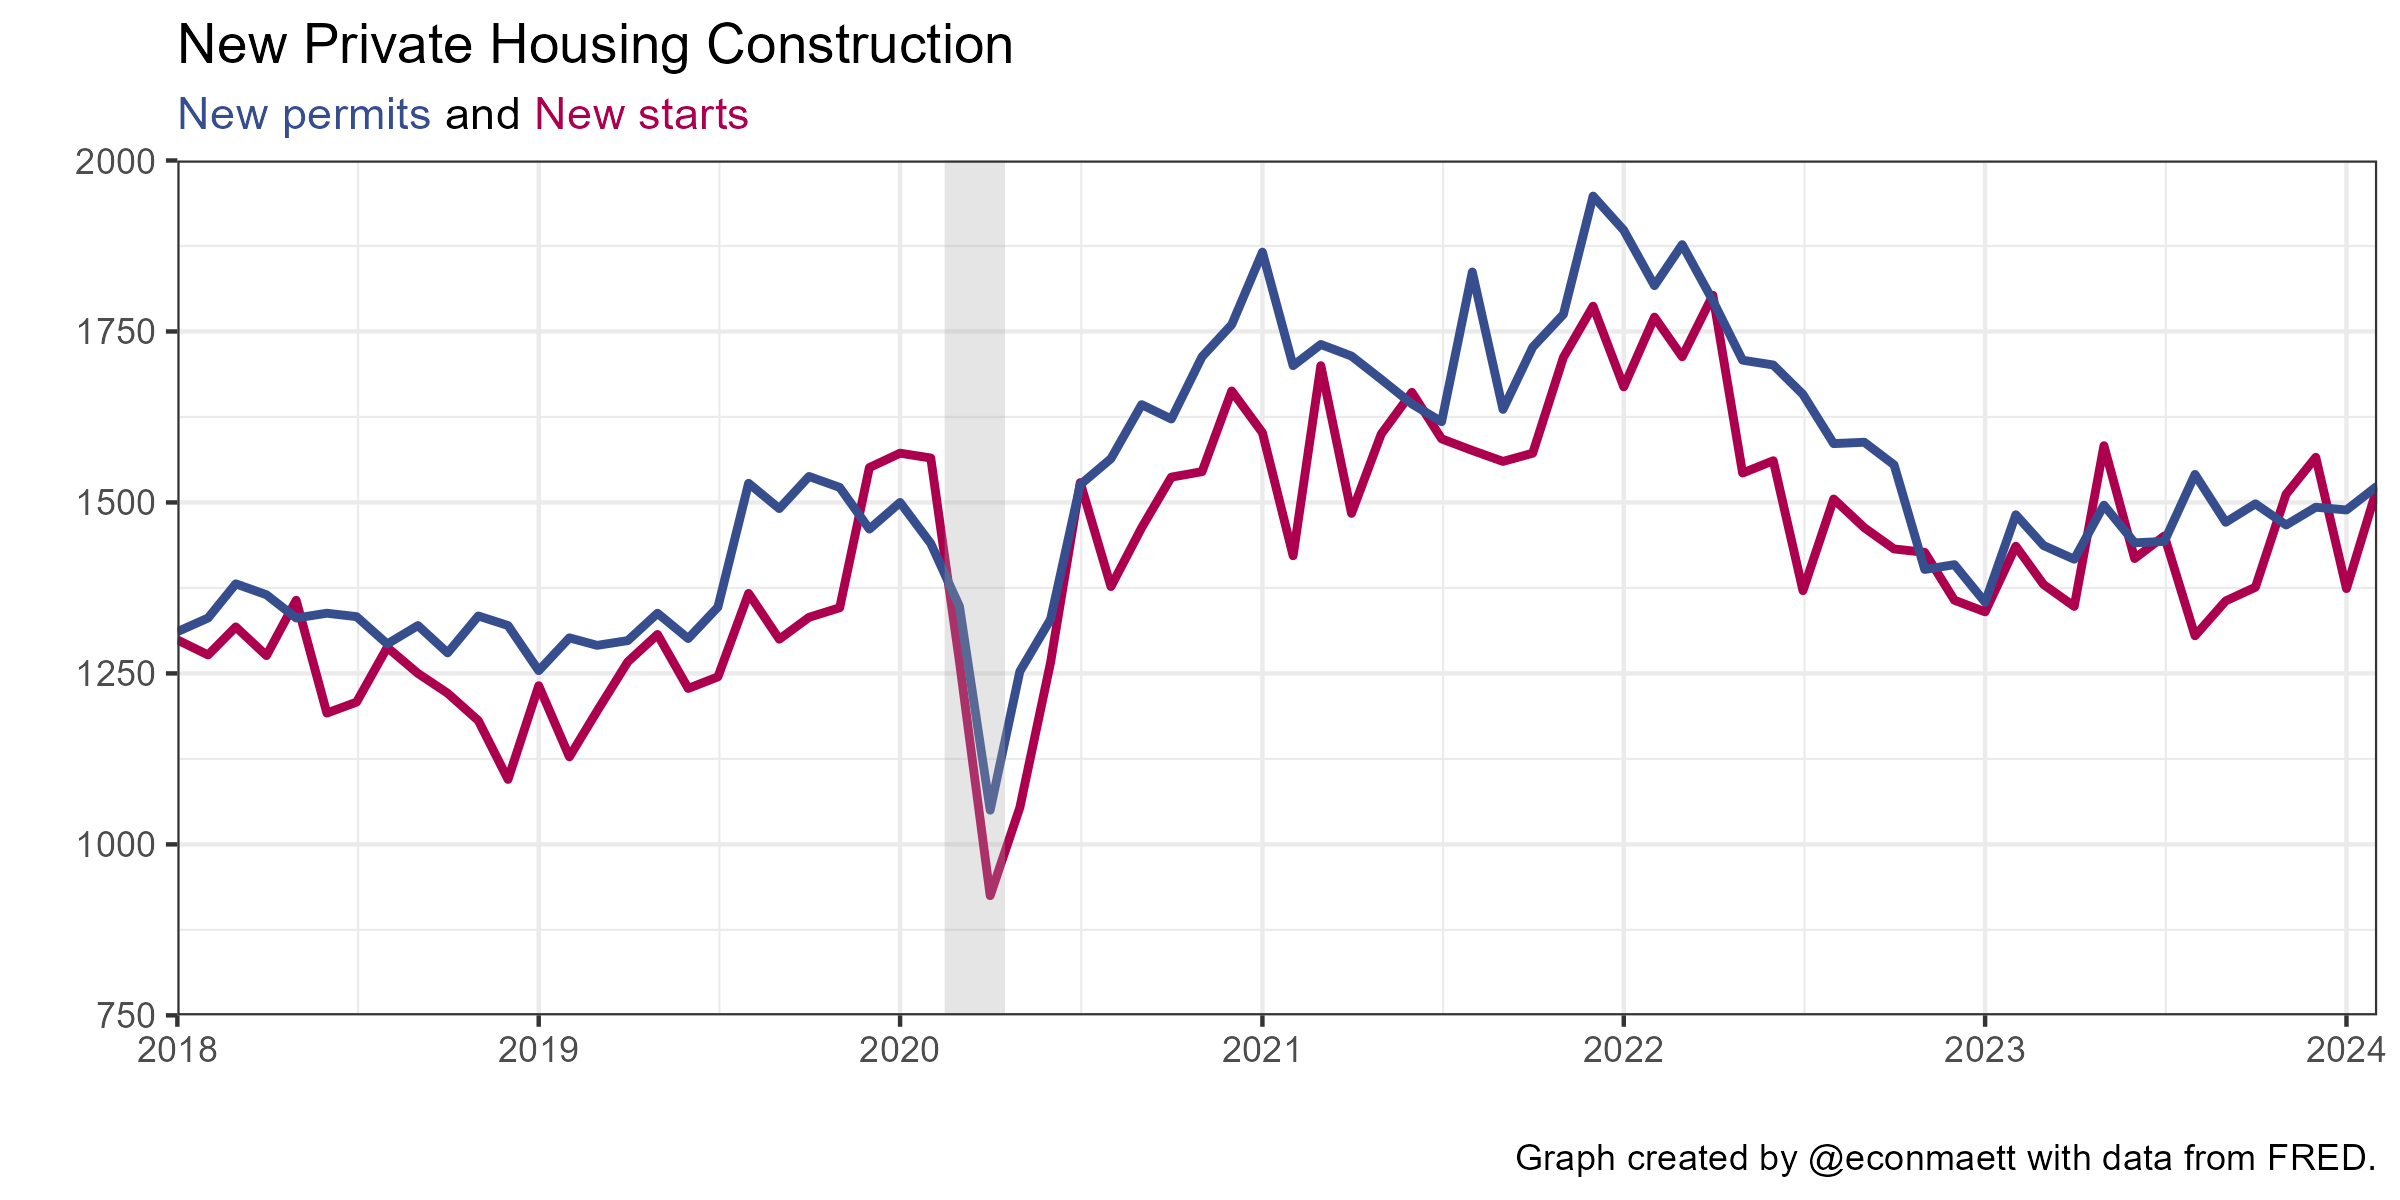 New Private Housing Construction
New permits and New starts
2000
1750
1500
1250
1000
750
2018 2019 2020 2021 2022 2023 2024
Graph created by @econmaett with data from FRED.